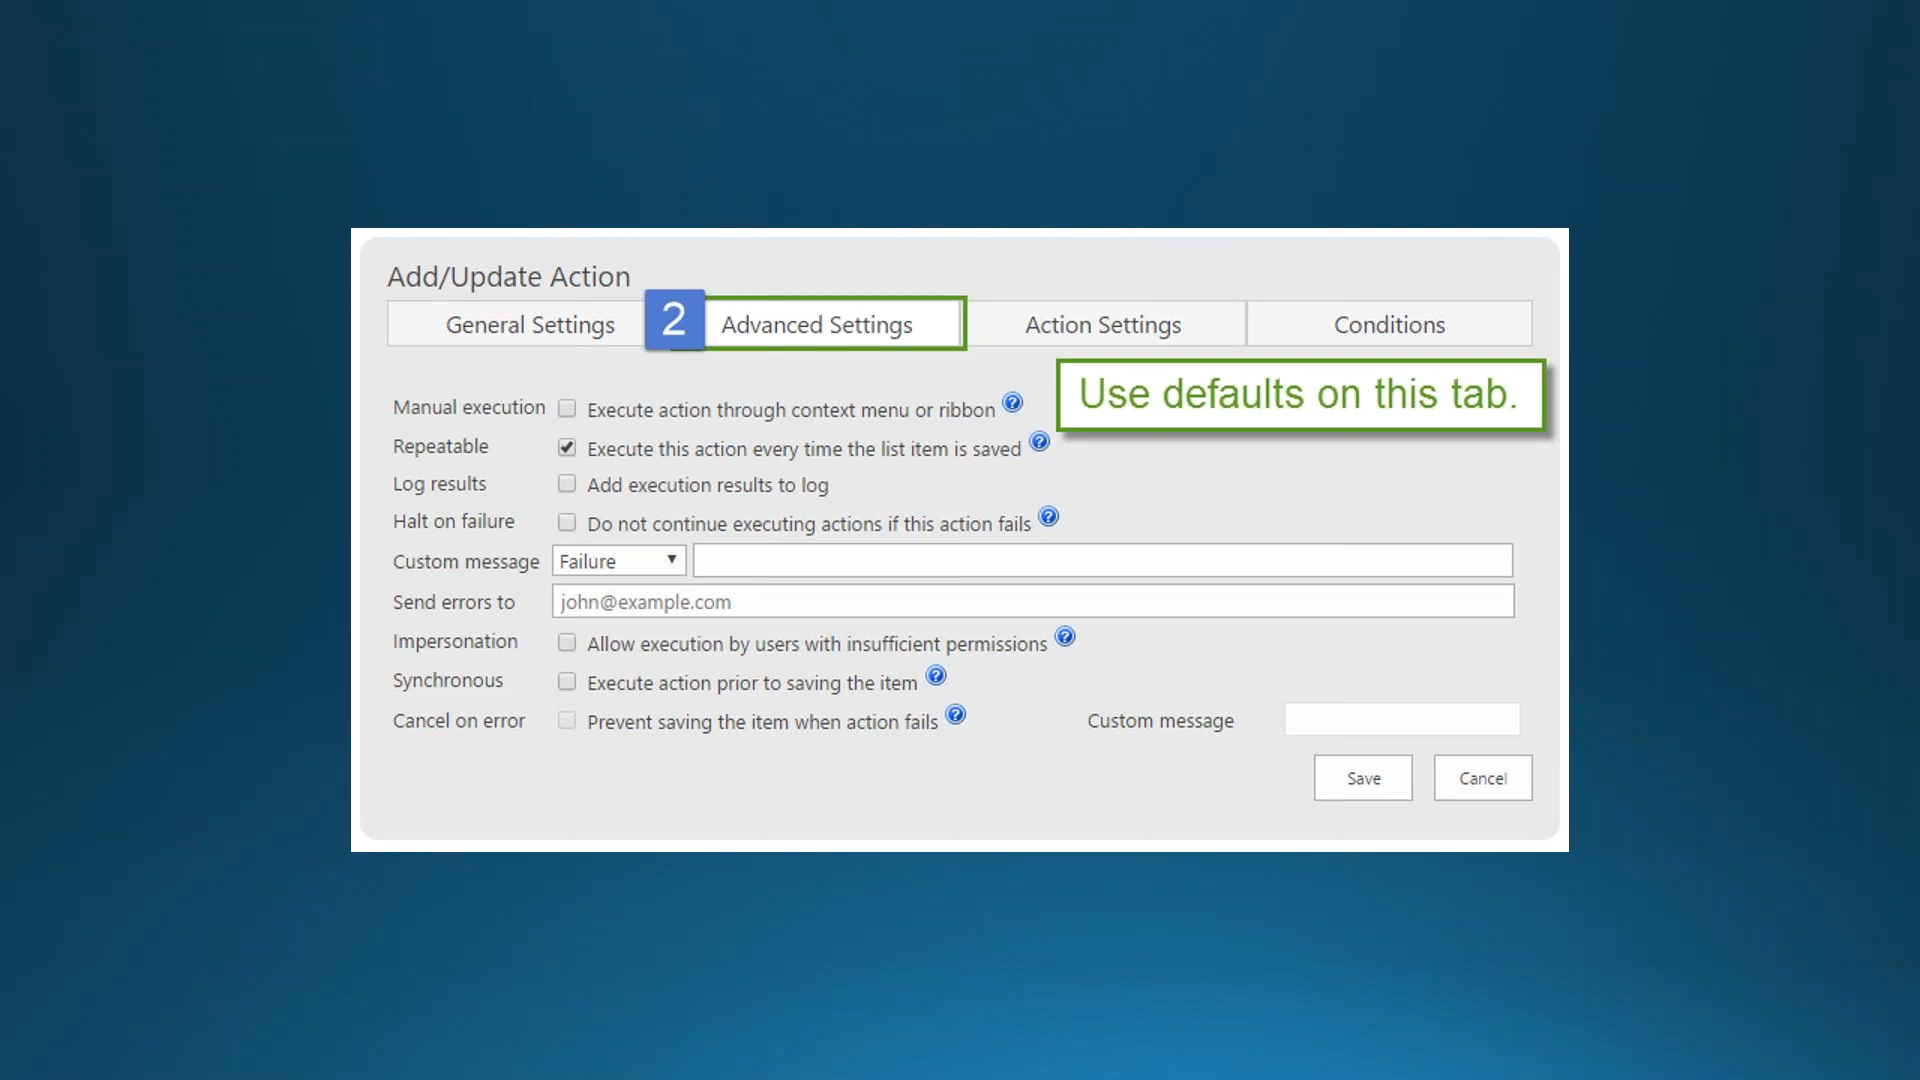 Add/Update Action
General Settings
2
Advanced Settings
Action Settings
Conditions
Use defaults on this tab.
Manual execution Execute action through context menu or ribbon ?
Repeatable Execute this action every time the list item is saved ?
Log results Add execution results to log
Halt on failure Do not continue executing actions if this action fails ?
Custom message Failure
Send errors to john@example.com
Impersonation Allow execution by users with insufficient permissions ?
Synchronous Execute action prior to saving the item ?
Cancel on error Prevent saving the item when action fails ? Custom message
Save Cancel